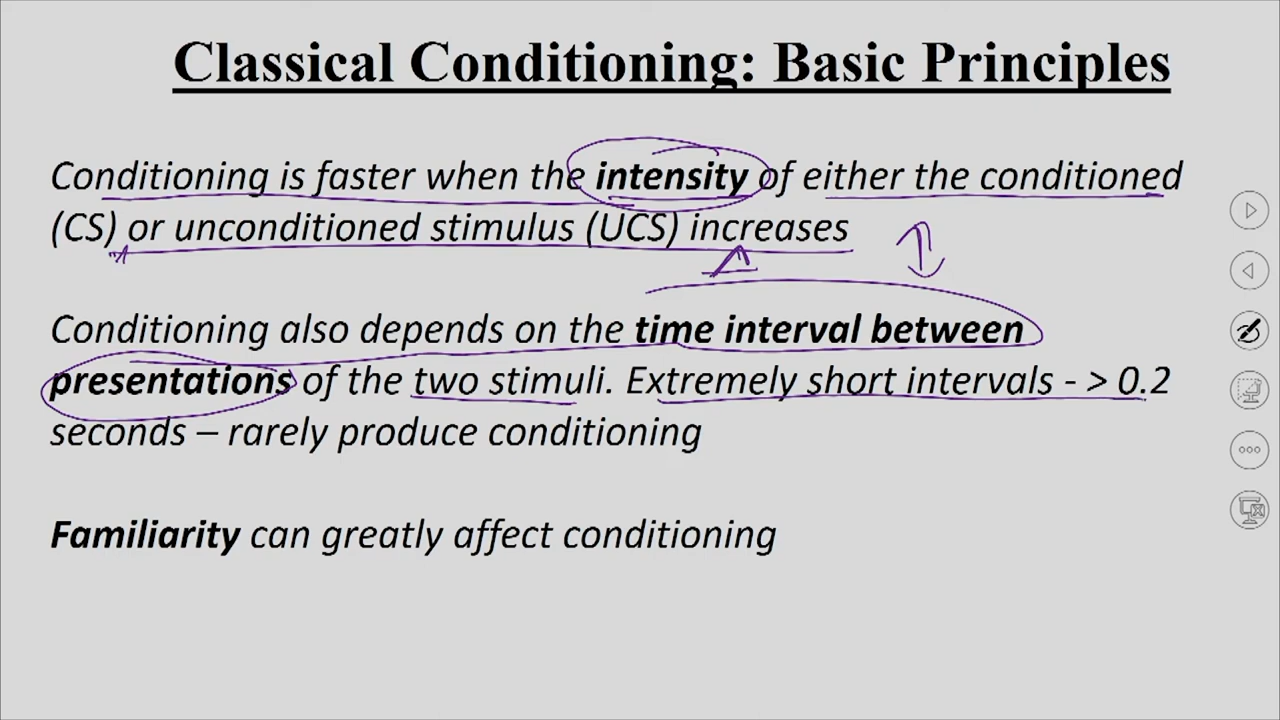 Classical Conditioning: Basic Principles
Conditioning is faster when the intensity of either the conditioned
(CS) or unconditioned stimulus (UCS) increases
Conditioning also depends on the time interval between
presentations of the two stimuli. Extremely short intervals - > 0.2
seconds – rarely produce conditioning
Familiarity can greatly affect conditioning